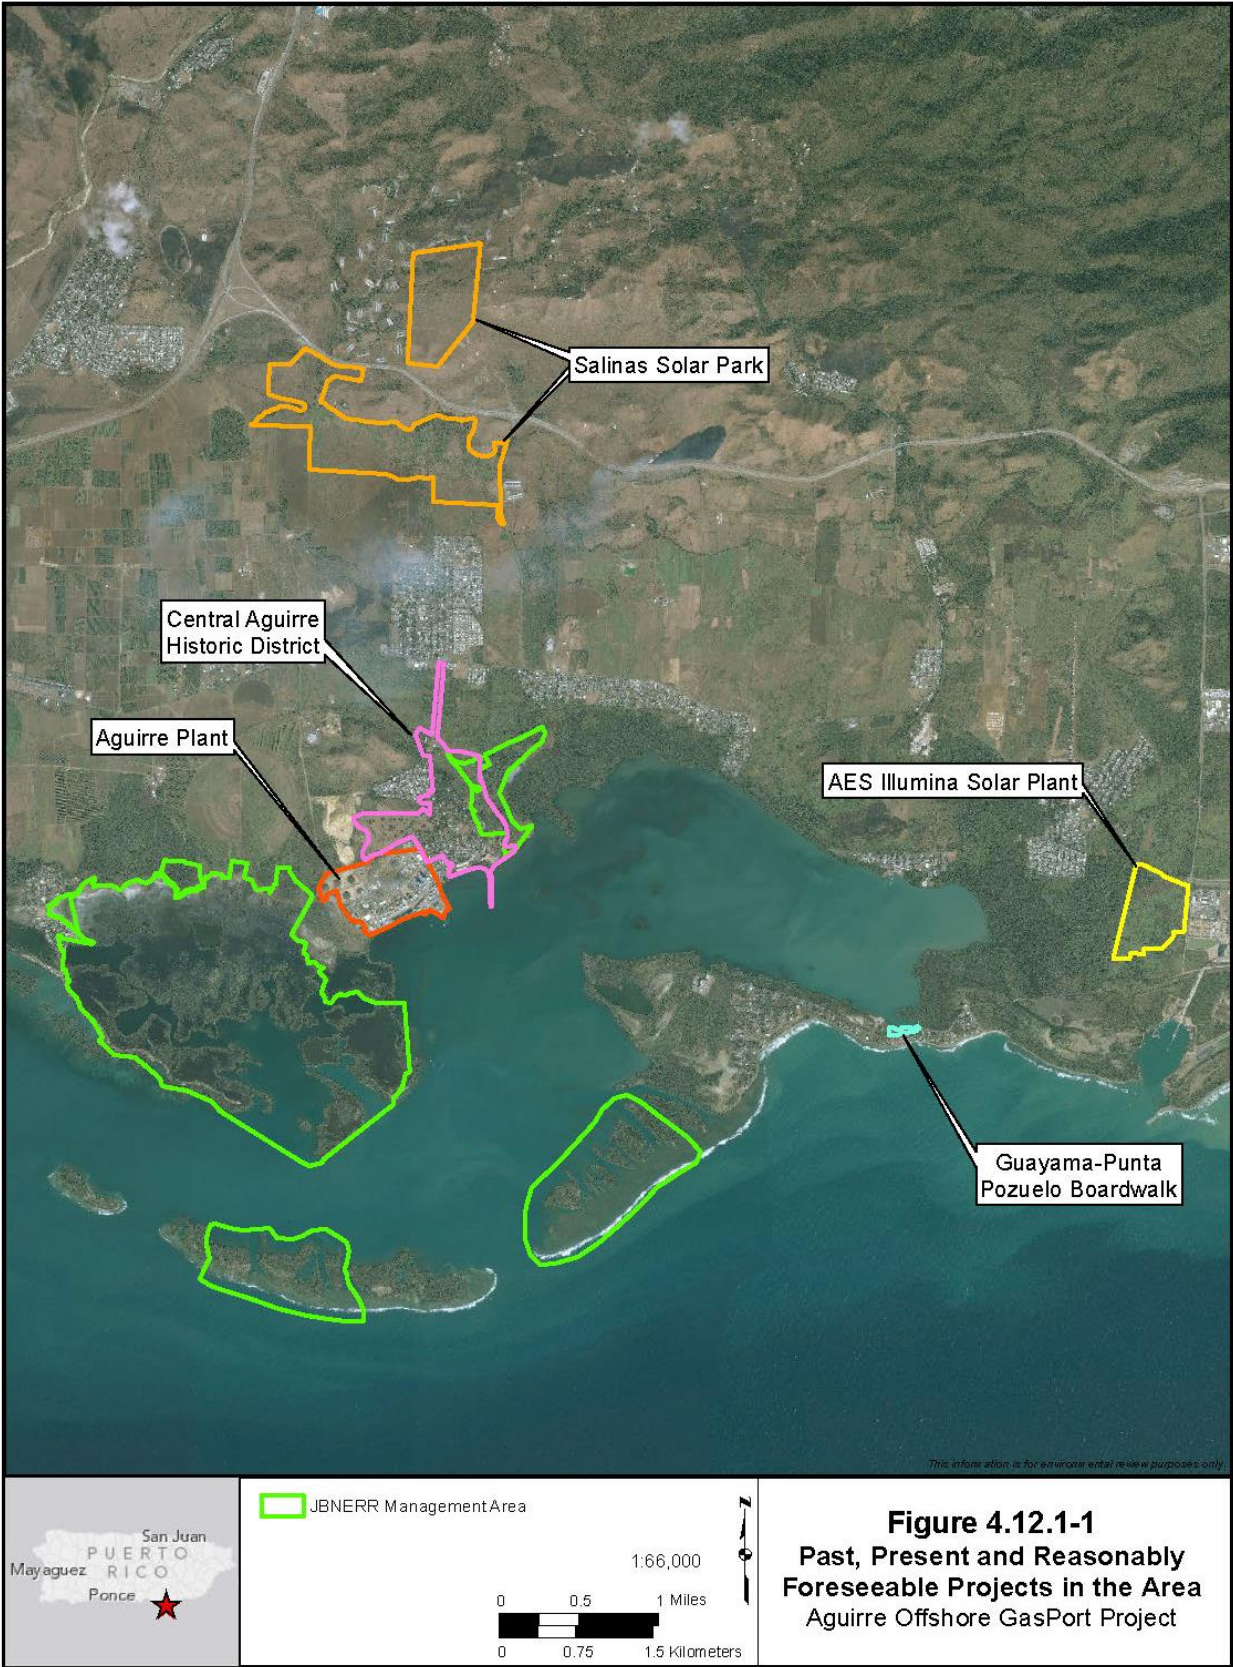 Salinas Solar Park
Central Aguirre
Historic District
Aguirre Plant
AES Illumina Solar Plant
Guayama-Punta
Pozuelo Boardwalk
This information is for environmental review purposes only.
San Juan
PUERTO
RICO
Mayaguez
Ponce
JBNERR Management Area
N
1:66,000
0 0.5 1 Miles
0 0.75 1.5 Kilometers
Figure 4.12.1-1
Past, Present and Reasonably
Foreseeable Projects in the Area
Aguirre Offshore GasPort Project